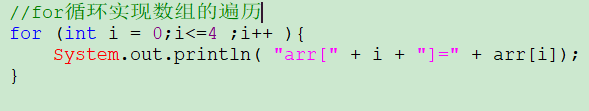 //for循环实现数组的遍历
for (int i = 0;i<=4 ;i++ ){
    System.out.println( "arr[" + i + "]=" + arr[i]);
}